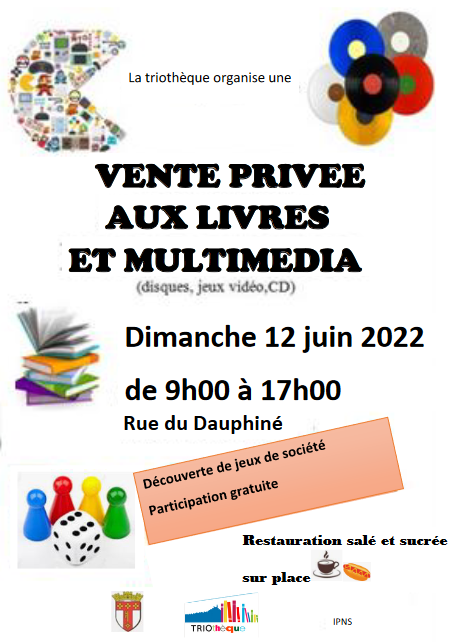 La triothèque organise une
VENTE PRIVEE
AUX LIVRES
ET MULTIMEDIA
(disques, jeux vidéo,CD)
Dimanche 12 juin 2022
de 9h00 à 17h00
Rue du Dauphiné
Découverte de jeux de société
Participation gratuite
Restauration salé et sucrée
sur place
TRIOthèque
IPNS